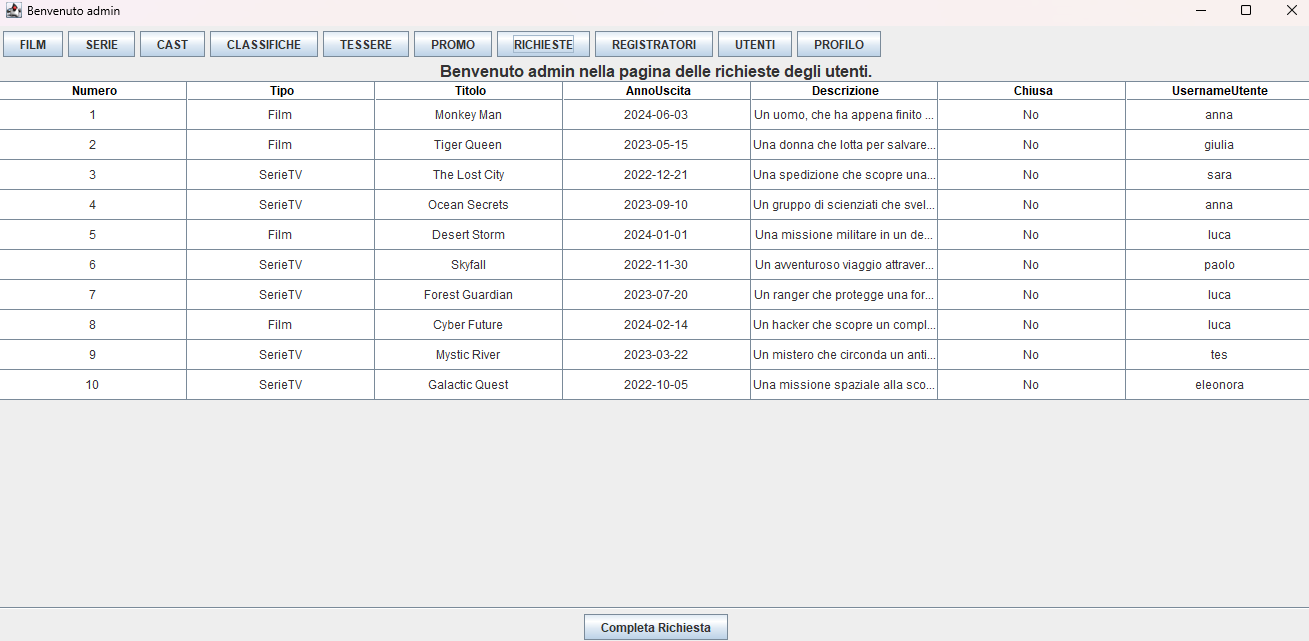 Benvenuto admin
FILM SERIE CAST CLASSIFICHE TESSERE PROMO RICHIESTE REGISTRATORI UTENTI PROFILO
Benvenuto admin nella pagina delle richieste degli utenti.
Numero Tipo Titolo AnnoUscita Descrizione Chiusa UsernameUtente
1 Film Monkey Man 2024-06-03 Un uomo, che ha appena finito ... No anna
2 Film Tiger Queen 2023-05-15 Una donna che lotta per salvare... No giulia
3 SerieTV The Lost City 2022-12-21 Una spedizione che scopre una... No sara
4 SerieTV Ocean Secrets 2023-09-10 Un gruppo di scienziati che svel... No anna
5 Film Desert Storm 2024-01-01 Una missione militare in un de... No luca
6 SerieTV Skyfall 2022-11-30 Un avventuroso viaggio attraver... No paolo
7 SerieTV Forest Guardian 2023-07-20 Un ranger che protegge una for... No luca
8 Film Cyber Future 2024-02-14 Un hacker che scopre un compl... No luca
9 SerieTV Mystic River 2023-03-22 Un mistero che circonda un anti... No tes
10 SerieTV Galactic Quest 2022-10-05 Una missione spaziale alla sco... No eleonora
Completa Richiesta